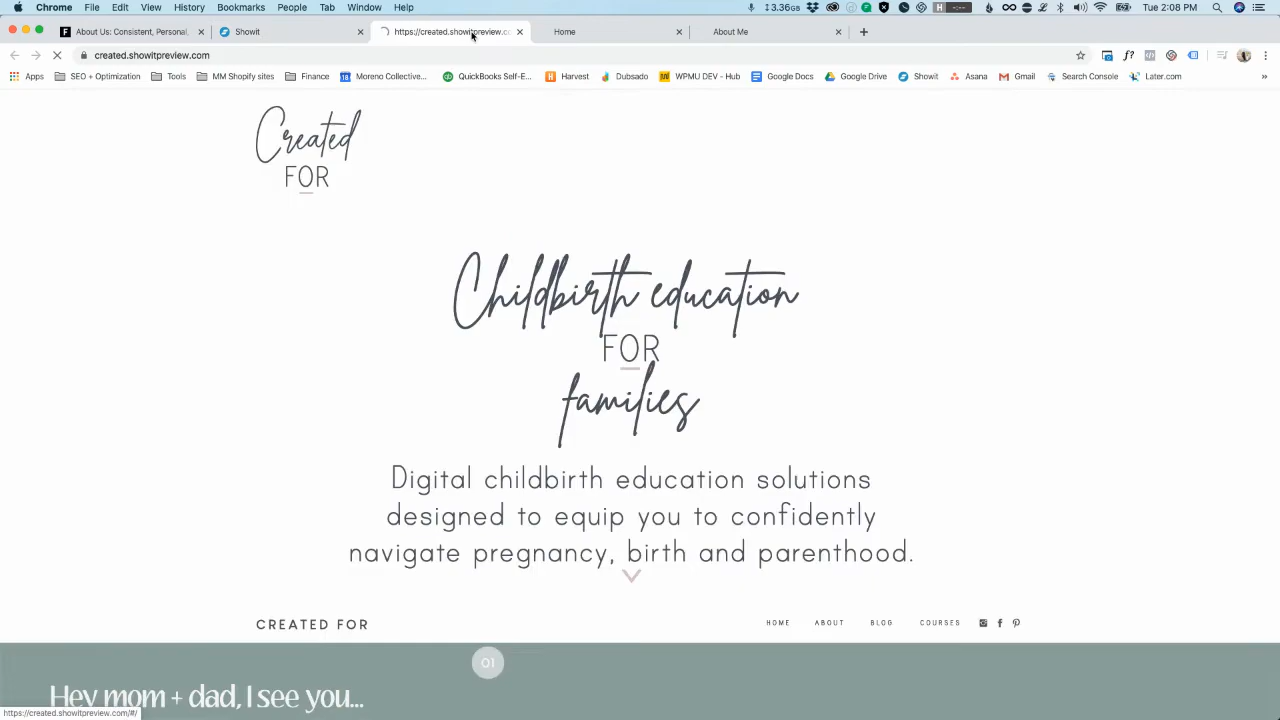 Chrome File Edit View History Bookmarks People Tab Window Help 13.36GB Tue 2:08 PM
About Us: Consistent, Personal. Showit https://created.showitpreview.co Home About Me
created.showitpreview.com
Apps SEO + Optimization Tools MM Shopify sites Finance Moreno Collective... QuickBooks Self-E... Harvest Dubsado WPMU DEV - Hub Google Docs Google Drive Showit Asana Gmail Search Console Later.com
Created
FOR
Childbirth education
FOR
families
Digital childbirth education solutions
designed to equip you to confidently
navigate pregnancy, birth and parenthood.
CREATED FOR HOME ABOUT BLOG COURSES
01
Hey mom + dad, I see you...
https://created.showitpreview.com/#/